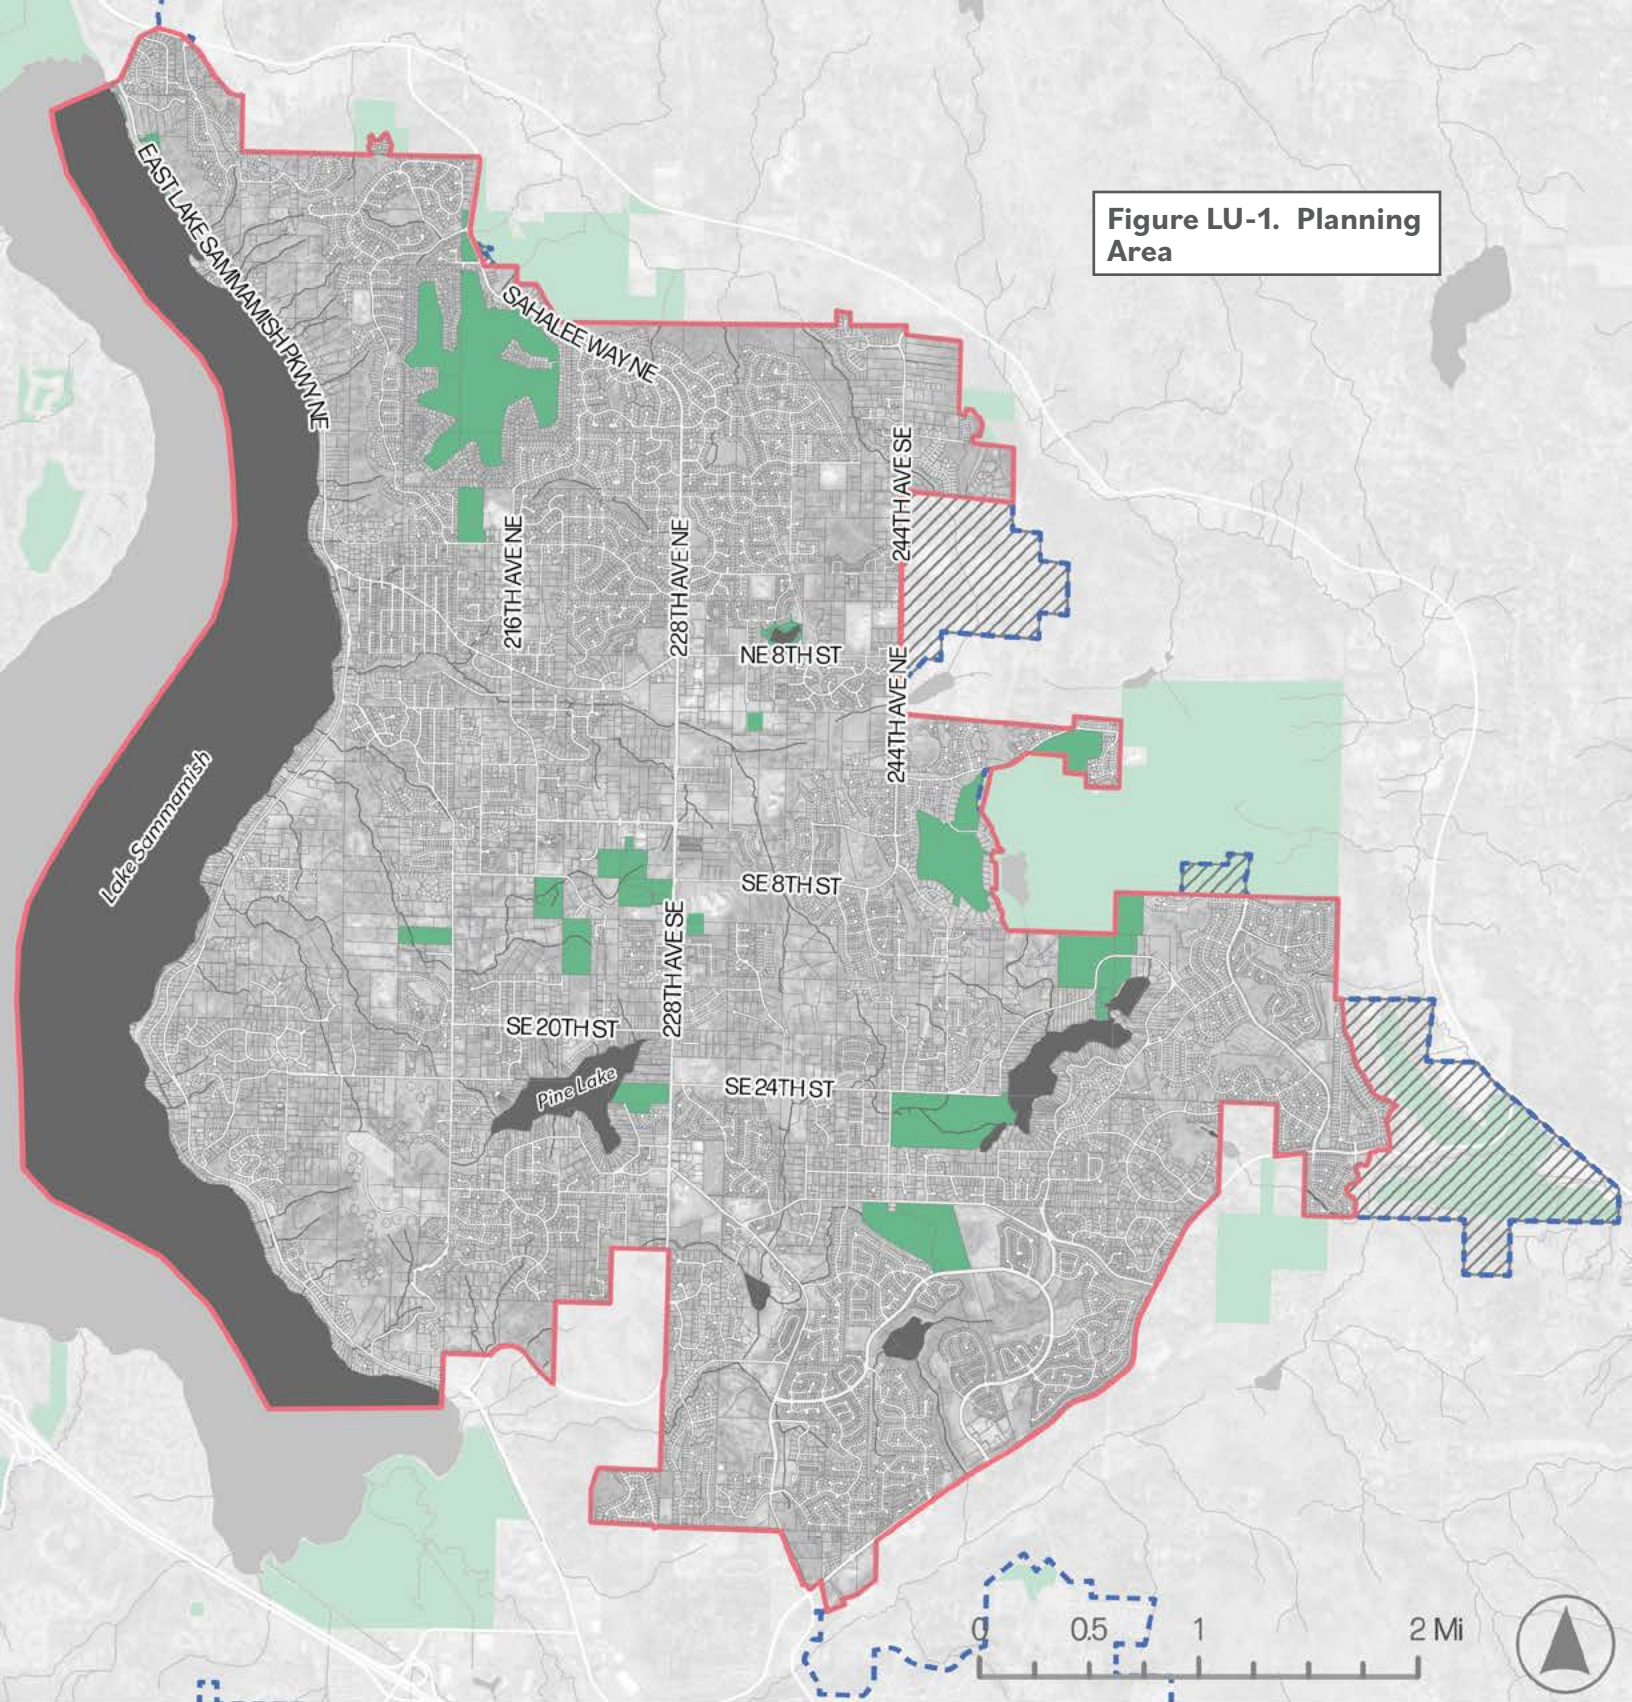 Figure LU-1. Planning
Area
EAST LAKE SAMMAMISH PKWY NE
SAHALEE WAY NE
244TH AVE SE
216TH AVE NE
228TH AVE NE
NE 8TH ST
244TH AVE NE
Lake Sammamish
SE 8TH ST
228TH AVE SE
SE 20TH ST
Pine Lake
SE 24TH ST
0 0.5 1 2 Mi